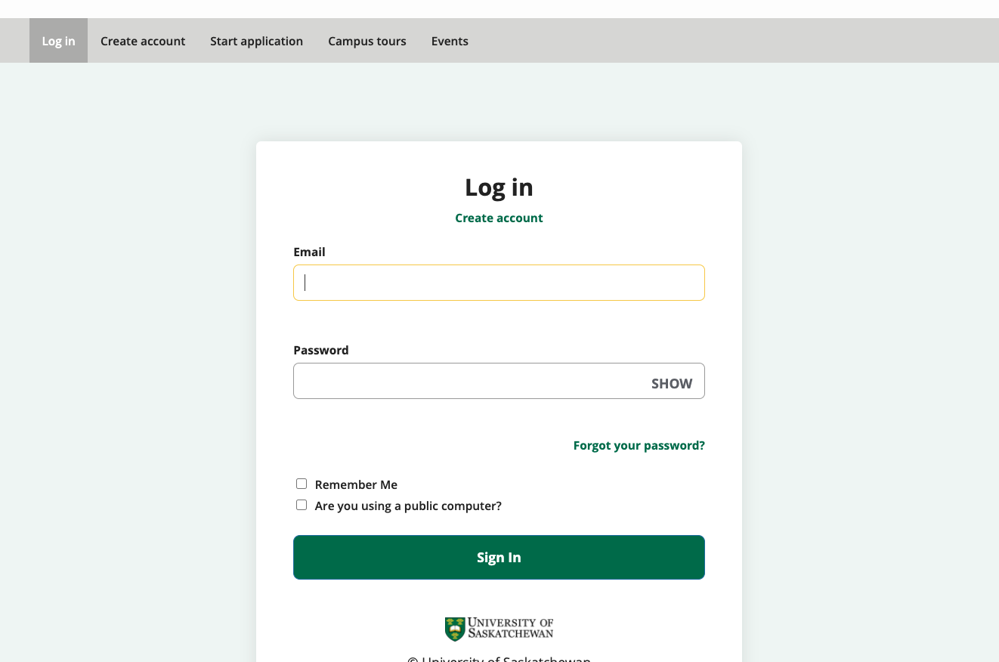 Log in Create account Start application Campus tours Events
Log in
Create account
Email
Password
SHOW
Forgot your password?
Remember Me
Are you using a public computer?
Sign In
UNIVERSITY OF
SASKATCHEWAN
© University of Saskatchewan